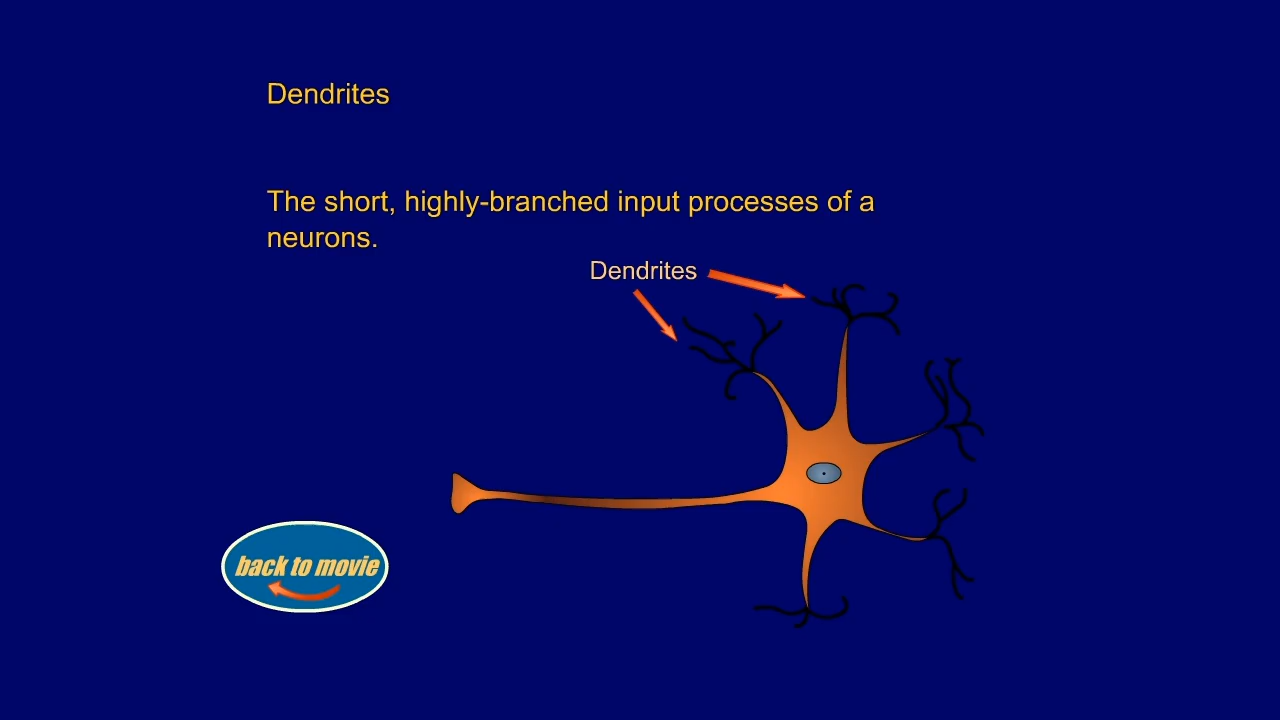 Dendrites
The short, highly-branched input processes of a
neurons.
Dendrites
back to movie